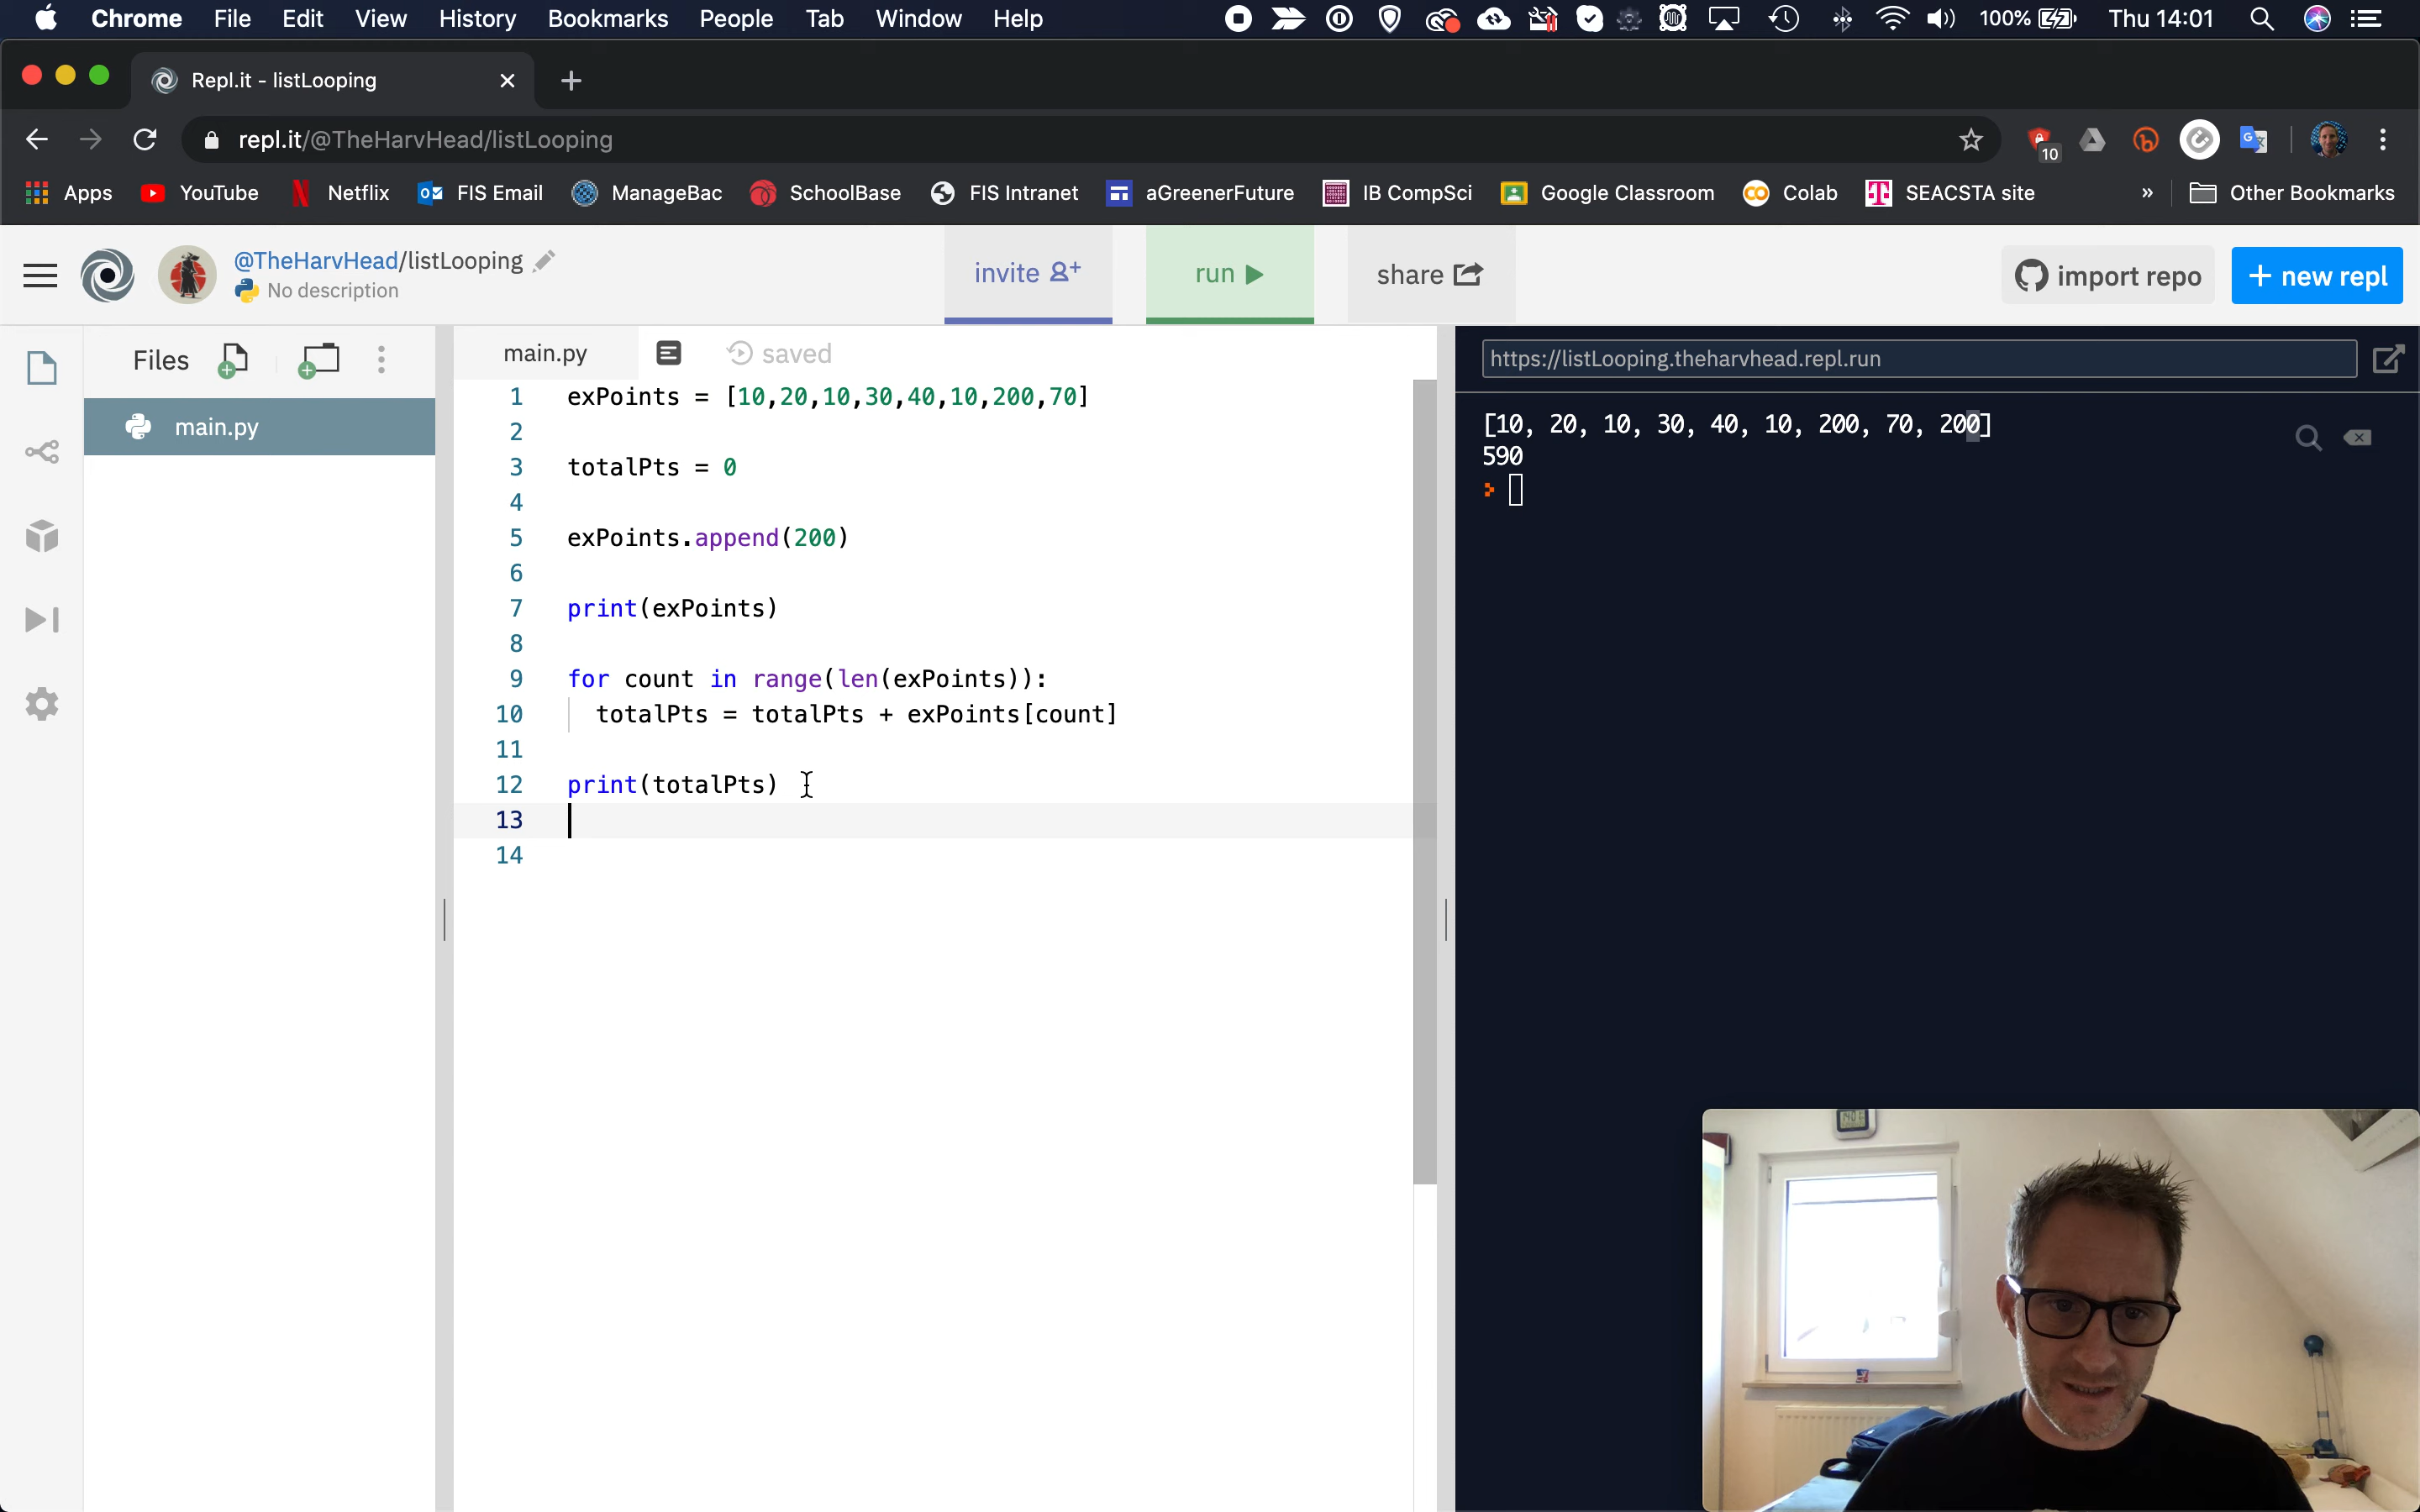 Chrome File Edit View History Bookmarks People Tab Window Help 100% Thu 14:01
Repl.it - listLooping
repl.it/@TheHarvHead/listLooping 10
Apps YouTube Netflix FIS Email ManageBac SchoolBase FIS Intranet aGreenerFuture IB CompSci Google Classroom Colab SEACSTA site » Other Bookmarks
@TheHarvHead/listLooping
No description
invite
run
share
import repo
+ new repl
Files
main.py
main.py
saved
1 exPoints = [10,20,10,30,40,10,200,70]
2
3 totalPts = 0
4
5 exPoints.append(200)
6
7 print(exPoints)
8
9 for count in range(len(exPoints)):
10 totalPts = totalPts + exPoints[count]
11
12 print(totalPts)
13
14
https://listLooping.theharvhead.repl.run
[10, 20, 10, 30, 40, 10, 200, 70, 200]
590